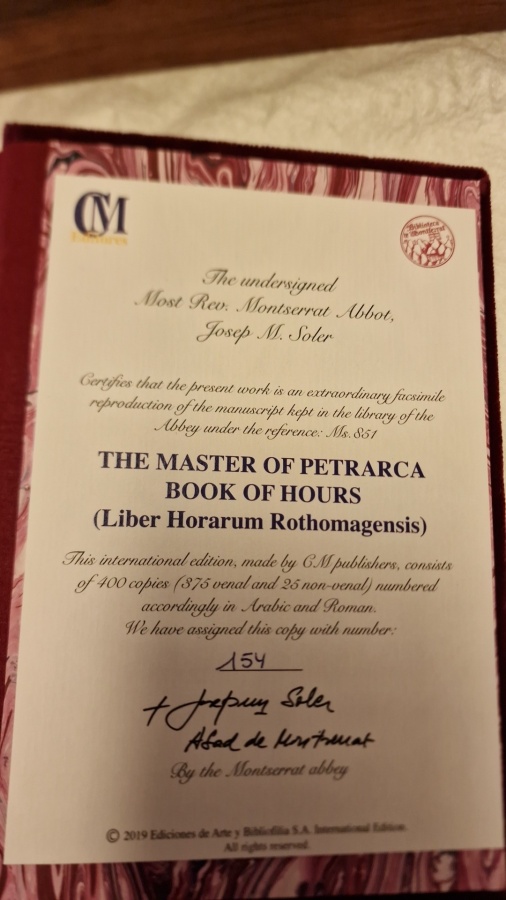 CM
Editores
Biblioteca de Montserrat
The undersigned
Most Rev. Montserrat Abbot,
Josep M. Soler
Certifies that the present work is an extraordinary facsimile
reproduction of the manuscript kept in the library of the
Abbey under the reference: Ms.851
THE MASTER OF PETRARCA
BOOK OF HOURS
(Liber Horarum Rothomagensis)
This international edition, made by CM publishers, consists
of 400 copies (375 venal and 25 non-venal) numbered
accordingly in Arabic and Roman.
We have assigned this copy with number:
154
+ Josep M. Soler
Abad de Montserrat
By the Montserrat abbey
© 2019 Ediciones de Arte y Bibliofilia S.A. International Edition.
All rights reserved.